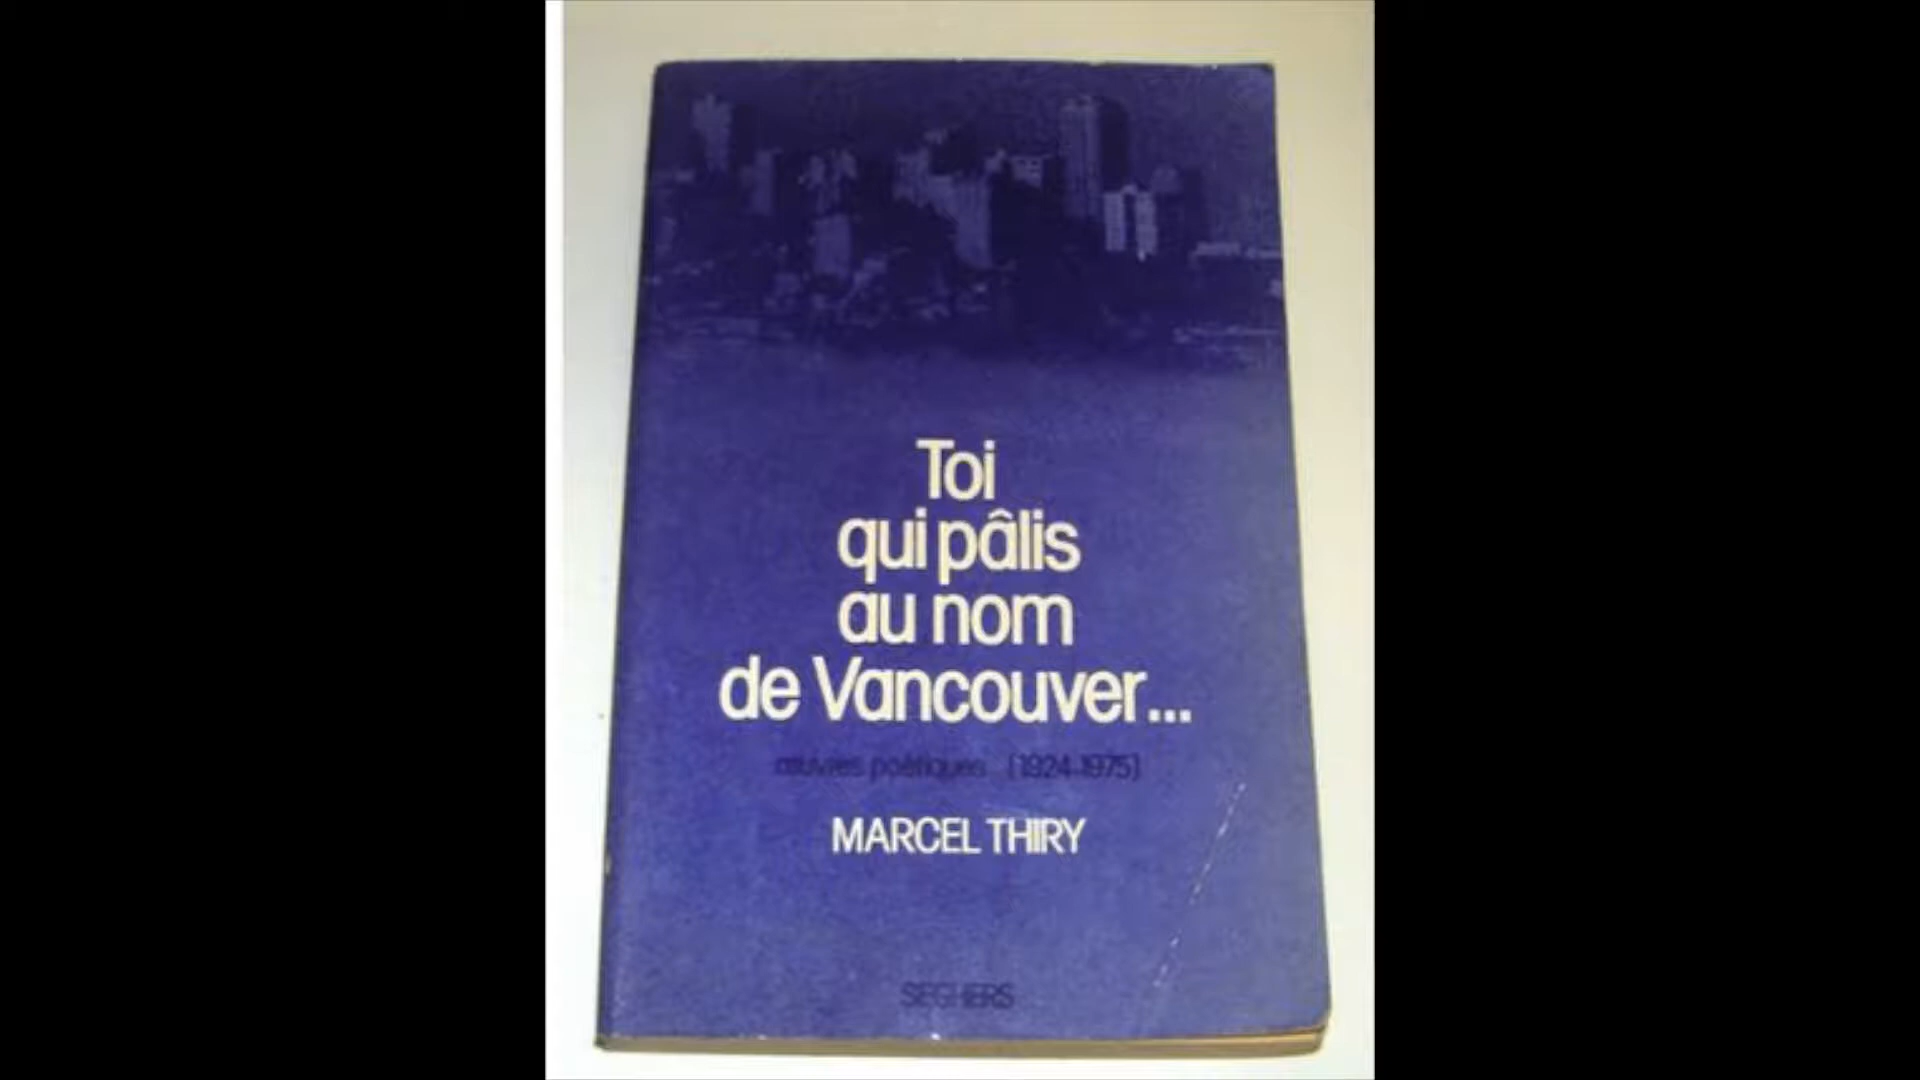 Toi
qui pâlis
au nom
de Vancouver...
œuvres poétiques (1924-1975)
MARCEL THIRY
SEGHERS